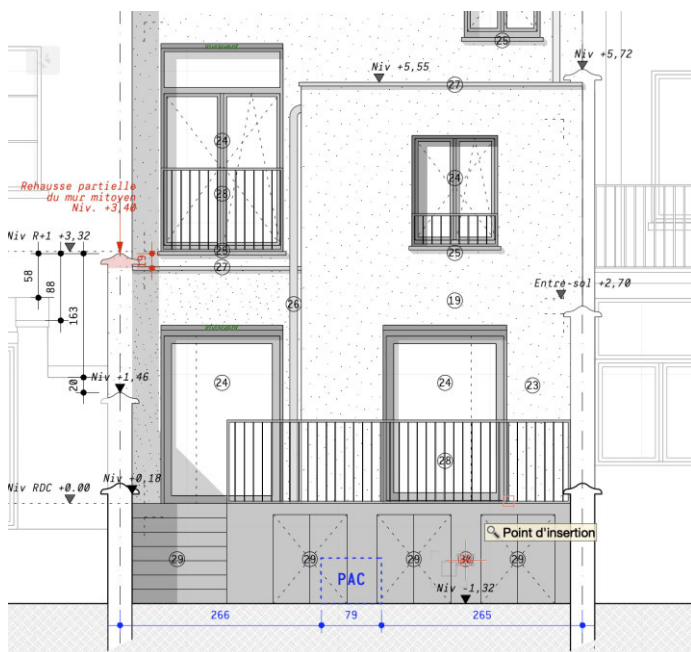 25
Niv +5,55
Niv +5,72
27
24
24
Rehausse partielle
du mur mitoyen
Niv. +3,40
28
Niv R+1 +3,32
19
25
27
58
88
163
Entre-sol +2,70
26
19
20
Niv +1,46
24
24
23
28
Niv -0,18
Niv RDC +0.00
Point d'insertion
29
29
29
29
PAC
Niv -1,32
266
79
265